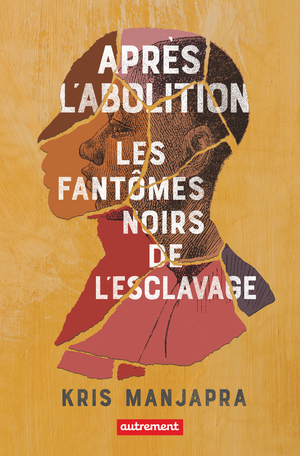 APRÈS
L'ABOLITION
LES
FANTÔMES
NOIRS
DE
L'ESCLAVAGE
KRIS MANJAPRA
autrement